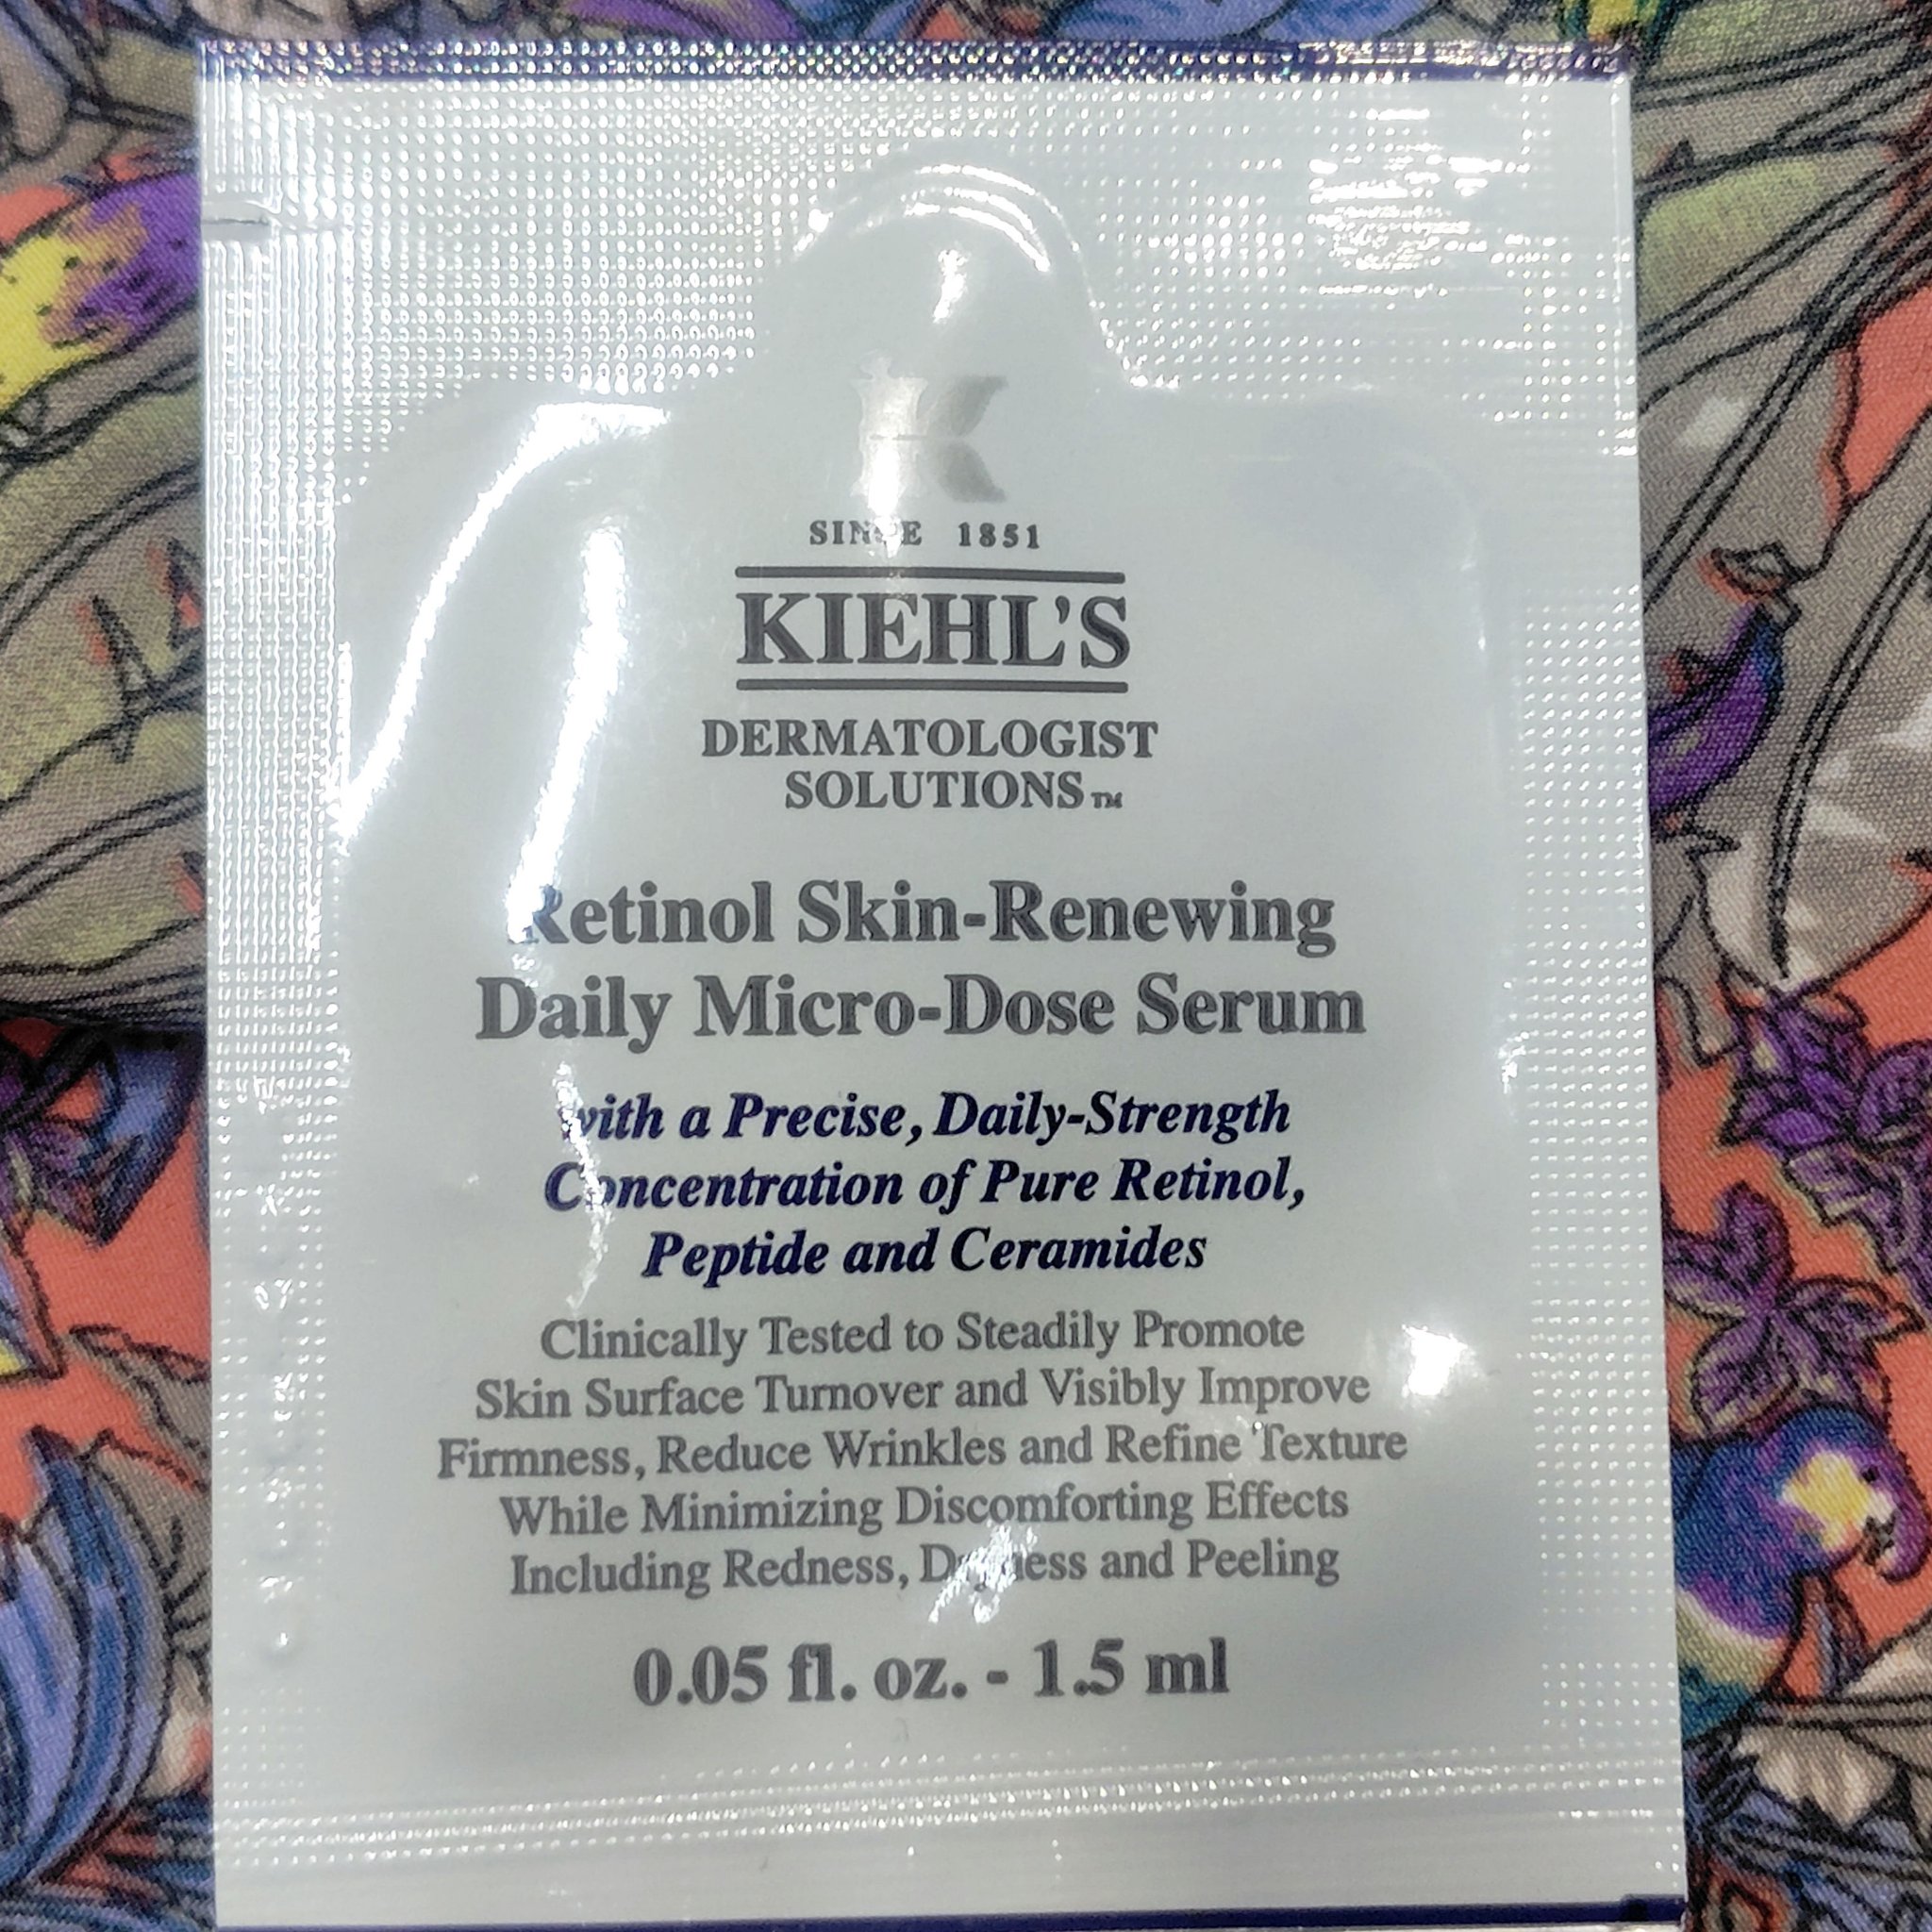 K
SINCE 1851
KIEHL'S
DERMATOLOGIST
SOLUTIONS™
Retinol Skin-Renewing
Daily Micro-Dose Serum
with a Precise, Daily-Strength
Concentration of Pure Retinol,
Peptide and Ceramides
Clinically Tested to Steadily Promote
Skin Surface Turnover and Visibly Improve
Firmness, Reduce Wrinkles and Refine Texture
While Minimizing Discomforting Effects
Including Redness, Dryness and Peeling
0.05 fl. oz. - 1.5 ml